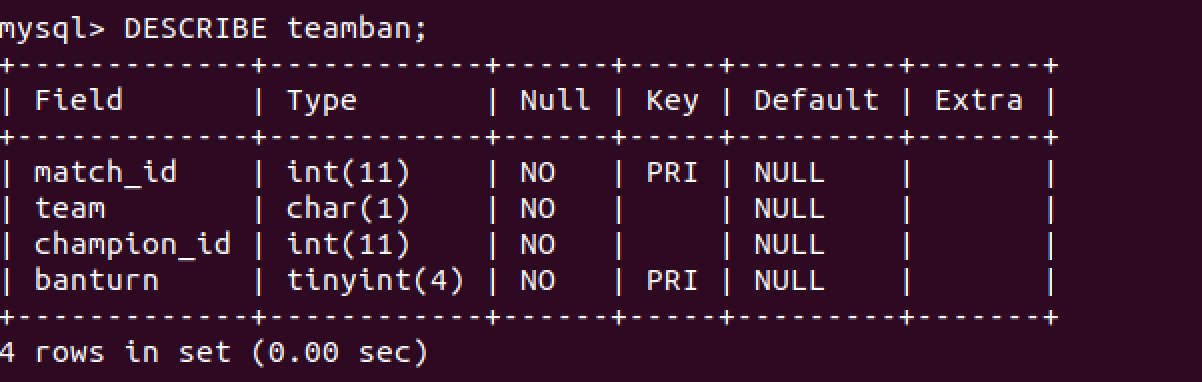 mysql> DESCRIBE teamban;
+-------------+------------+------+-----+---------+-------+
| Field       | Type       | Null | Key | Default | Extra |
+-------------+------------+------+-----+---------+-------+
| match_id    | int(11)    | NO   | PRI | NULL    |       |
| team        | char(1)    | NO   |     | NULL    |       |
| champion_id | int(11)    | NO   |     | NULL    |       |
| banturn     | tinyint(4) | NO   | PRI | NULL    |       |
+-------------+------------+------+-----+---------+-------+
4 rows in set (0.00 sec)